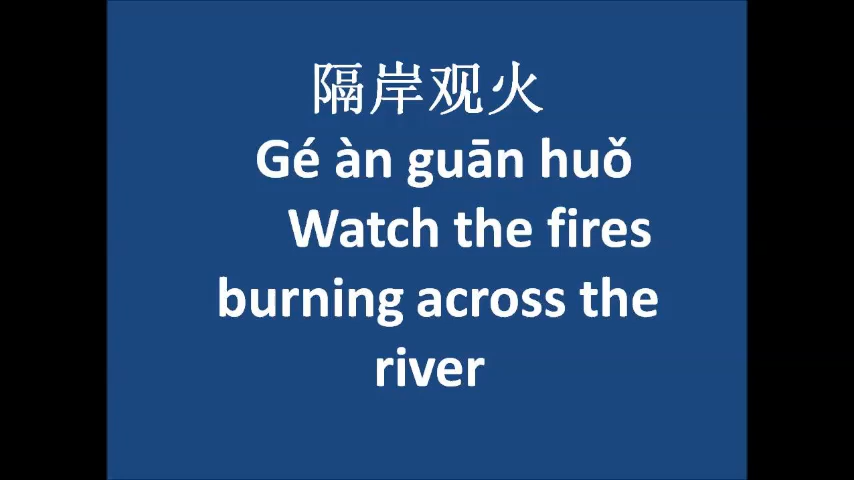 隔岸观火
Gé àn guān huǒ
Watch the fires
burning across the
river